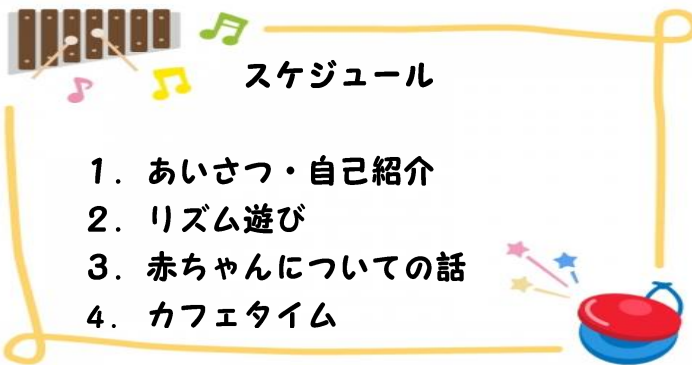 スケジュール
１．あいさつ・自己紹介
２．リズム遊び
３．赤ちゃんについての話
４．カフェタイム